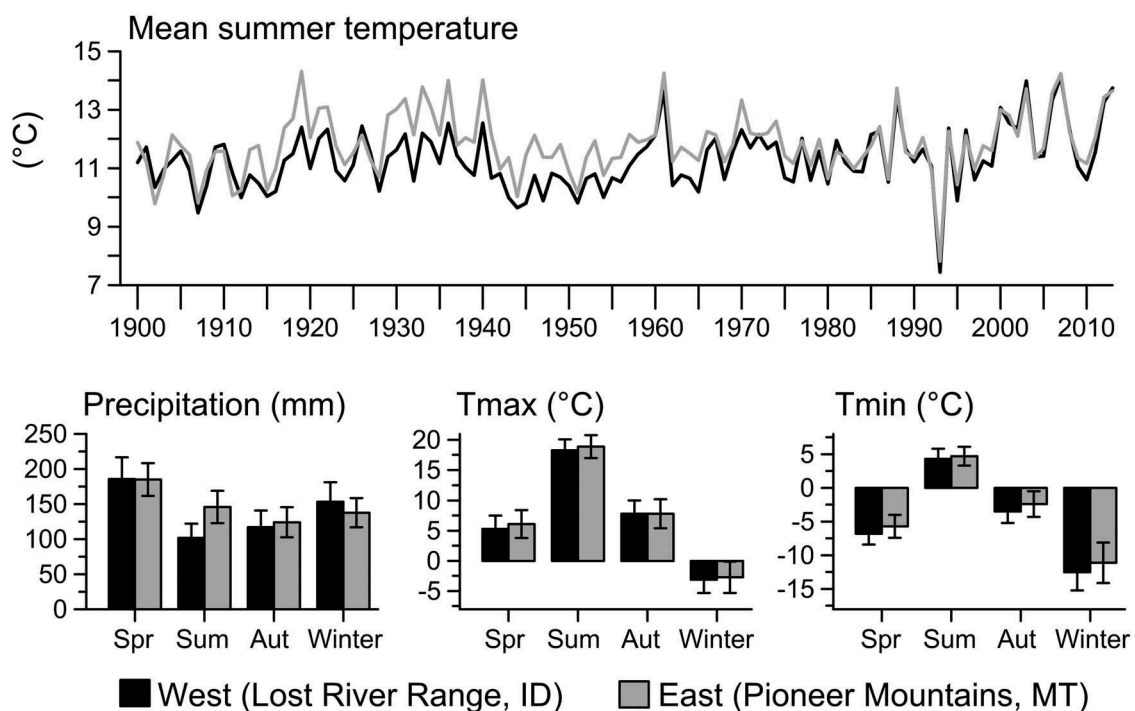 Mean summer temperature
(°C)
15
13
11
9
7
1900 1910 1920 1930 1940 1950 1960 1970 1980 1990 2000 2010
Precipitation (mm)
250
200
150
100
50
0
Spr Sum Aut Winter
Tmax (°C)
20
15
10
5
0
-5
Spr Sum Aut Winter
Tmin (°C)
5
0
-5
-10
-15
Spr Sum Aut Winter
West (Lost River Range, ID) East (Pioneer Mountains, MT)